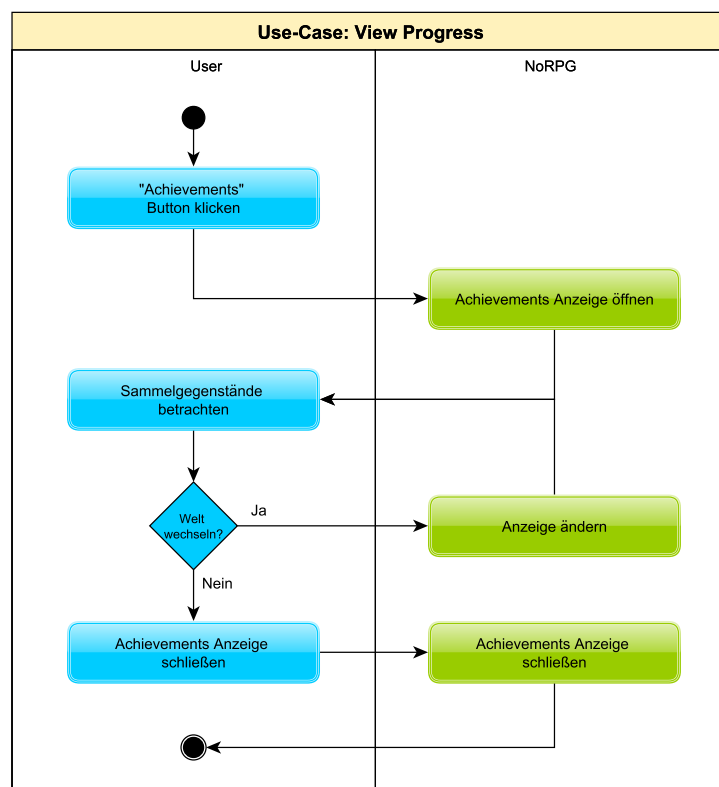 Use-Case: View Progress
User
NoRPG
"Achievements"
Button klicken
Achievements Anzeige öffnen
Sammelgegenstände
betrachten
Welt
wechseln?
Ja
Anzeige ändern
Nein
Achievements Anzeige
schließen
Achievements Anzeige
schließen